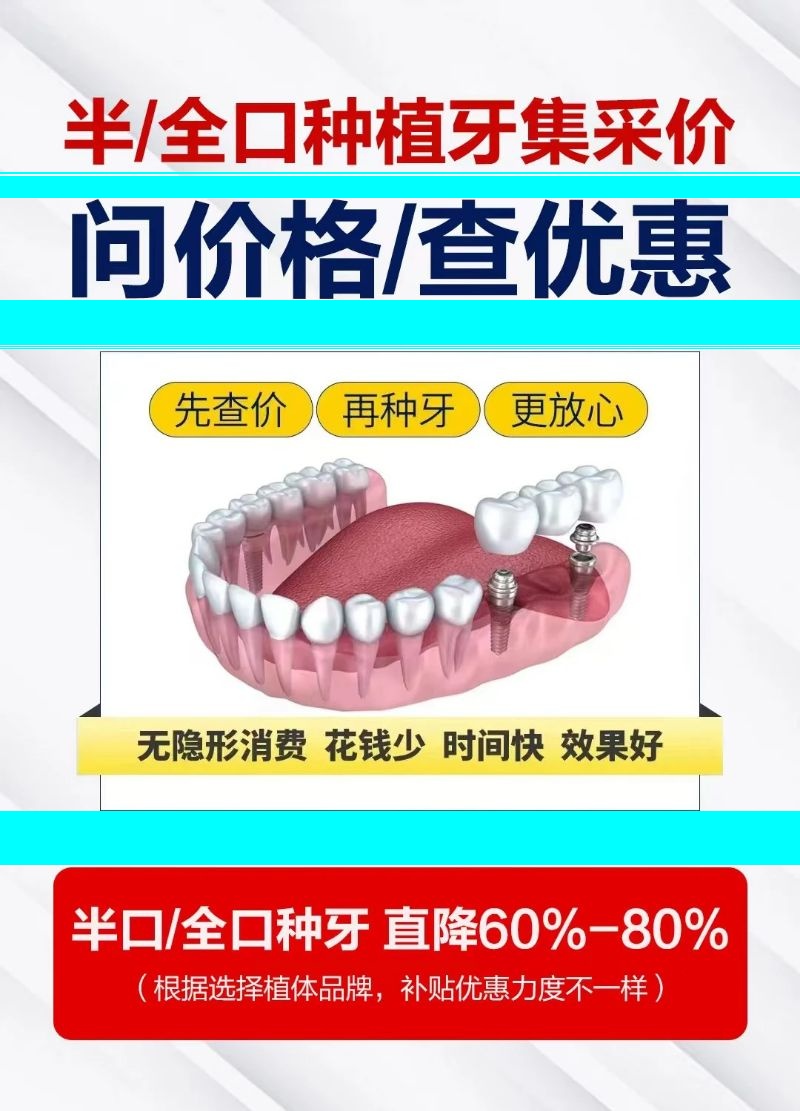 半/全口种植牙集采价
问价格/查优惠
先查价 再种牙 更放心
无隐形消费 花钱少 时间快 效果好
半口/全口种牙 直降60%-80%
（根据选择植体品牌，补贴优惠力度不一样）